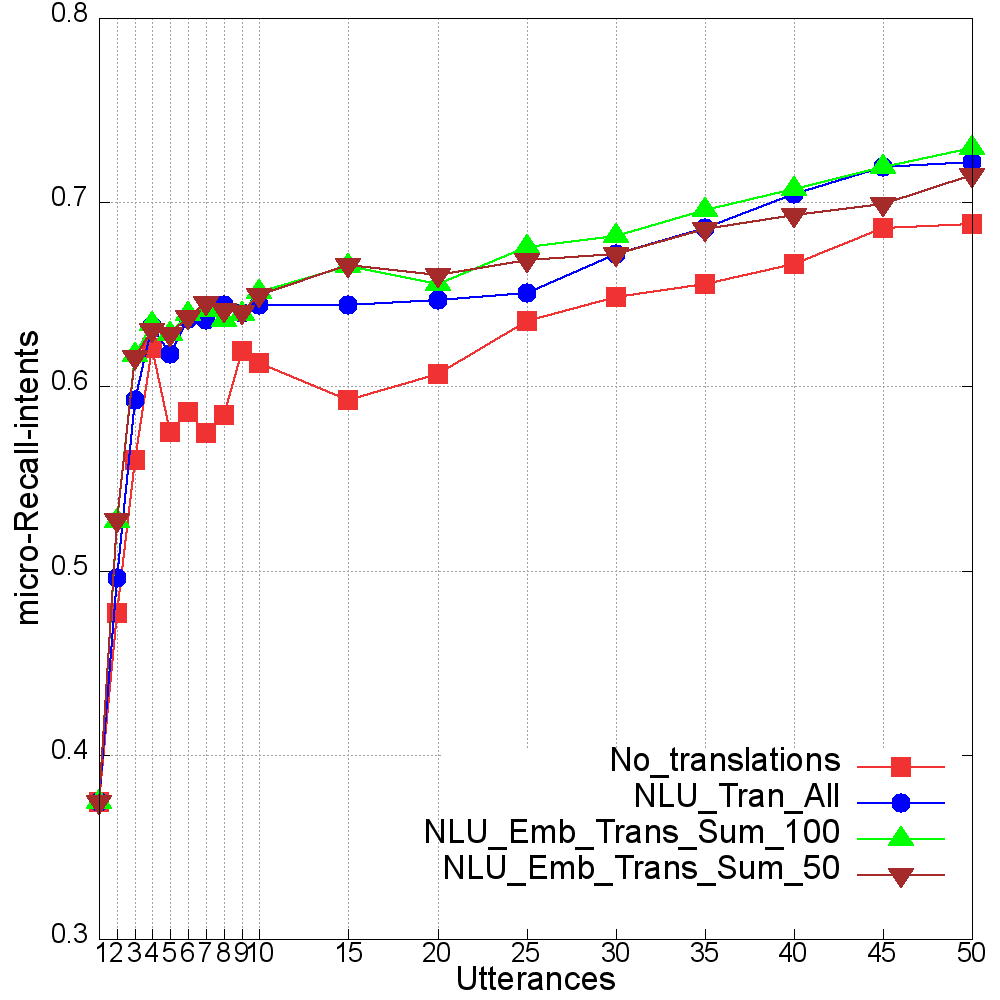 0.8
0.7
0.6
0.5
0.4
0.3
micro-Recall-intents
No_translations
NLU_Tran_All
NLU_Emb_Trans_Sum_100
NLU_Emb_Trans_Sum_50
1 2 3 4 5 6 7 8 9 10 15 20 25 30 35 40 45 50
Utterances